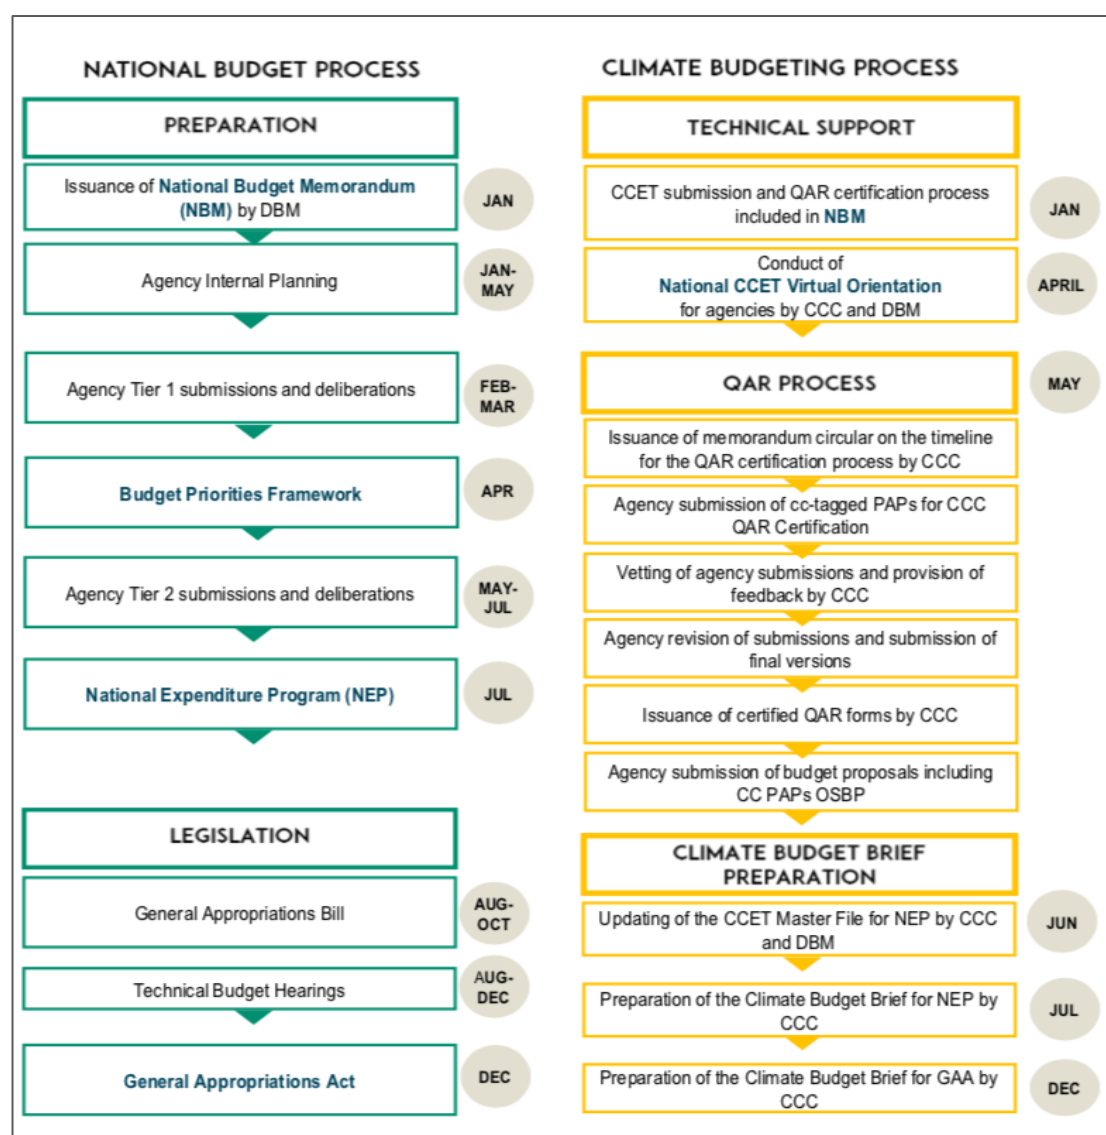 NATIONAL BUDGET PROCESS
PREPARATION
Issuance of National Budget Memorandum
(NBM) by DBM
JAN
Agency Internal Planning
JAN-
MAY
Agency Tier 1 submissions and deliberations
FEB-
MAR
Budget Priorities Framework
APR
Agency Tier 2 submissions and deliberations
MAY-
JUL
National Expenditure Program (NEP)
JUL
LEGISLATION
General Appropriations Bill
AUG-
OCT
Technical Budget Hearings
AUG-
DEC
General Appropriations Act
DEC
CLIMATE BUDGETING PROCESS
TECHNICAL SUPPORT
CCET submission and QAR certification process
included in NBM
JAN
Conduct of
National CCET Virtual Orientation
for agencies by CCC and DBM
APRIL
QAR PROCESS
MAY
Issuance of memorandum circular on the timeline
for the QAR certification process by CCC
Agency submission of cc-tagged PAPs for CCC
QAR Certification
Vetting of agency submissions and provision of
feedback by CCC
Agency revision of submissions and submission of
final versions
Issuance of certified QAR forms by CCC
Agency submission of budget proposals including
CC PAPs OSBP
CLIMATE BUDGET BRIEF
PREPARATION
Updating of the CCET Master File for NEP by CCC
and DBM
JUN
Preparation of the Climate Budget Brief for NEP by
CCC
JUL
Preparation of the Climate Budget Brief for GAA by
CCC
DEC